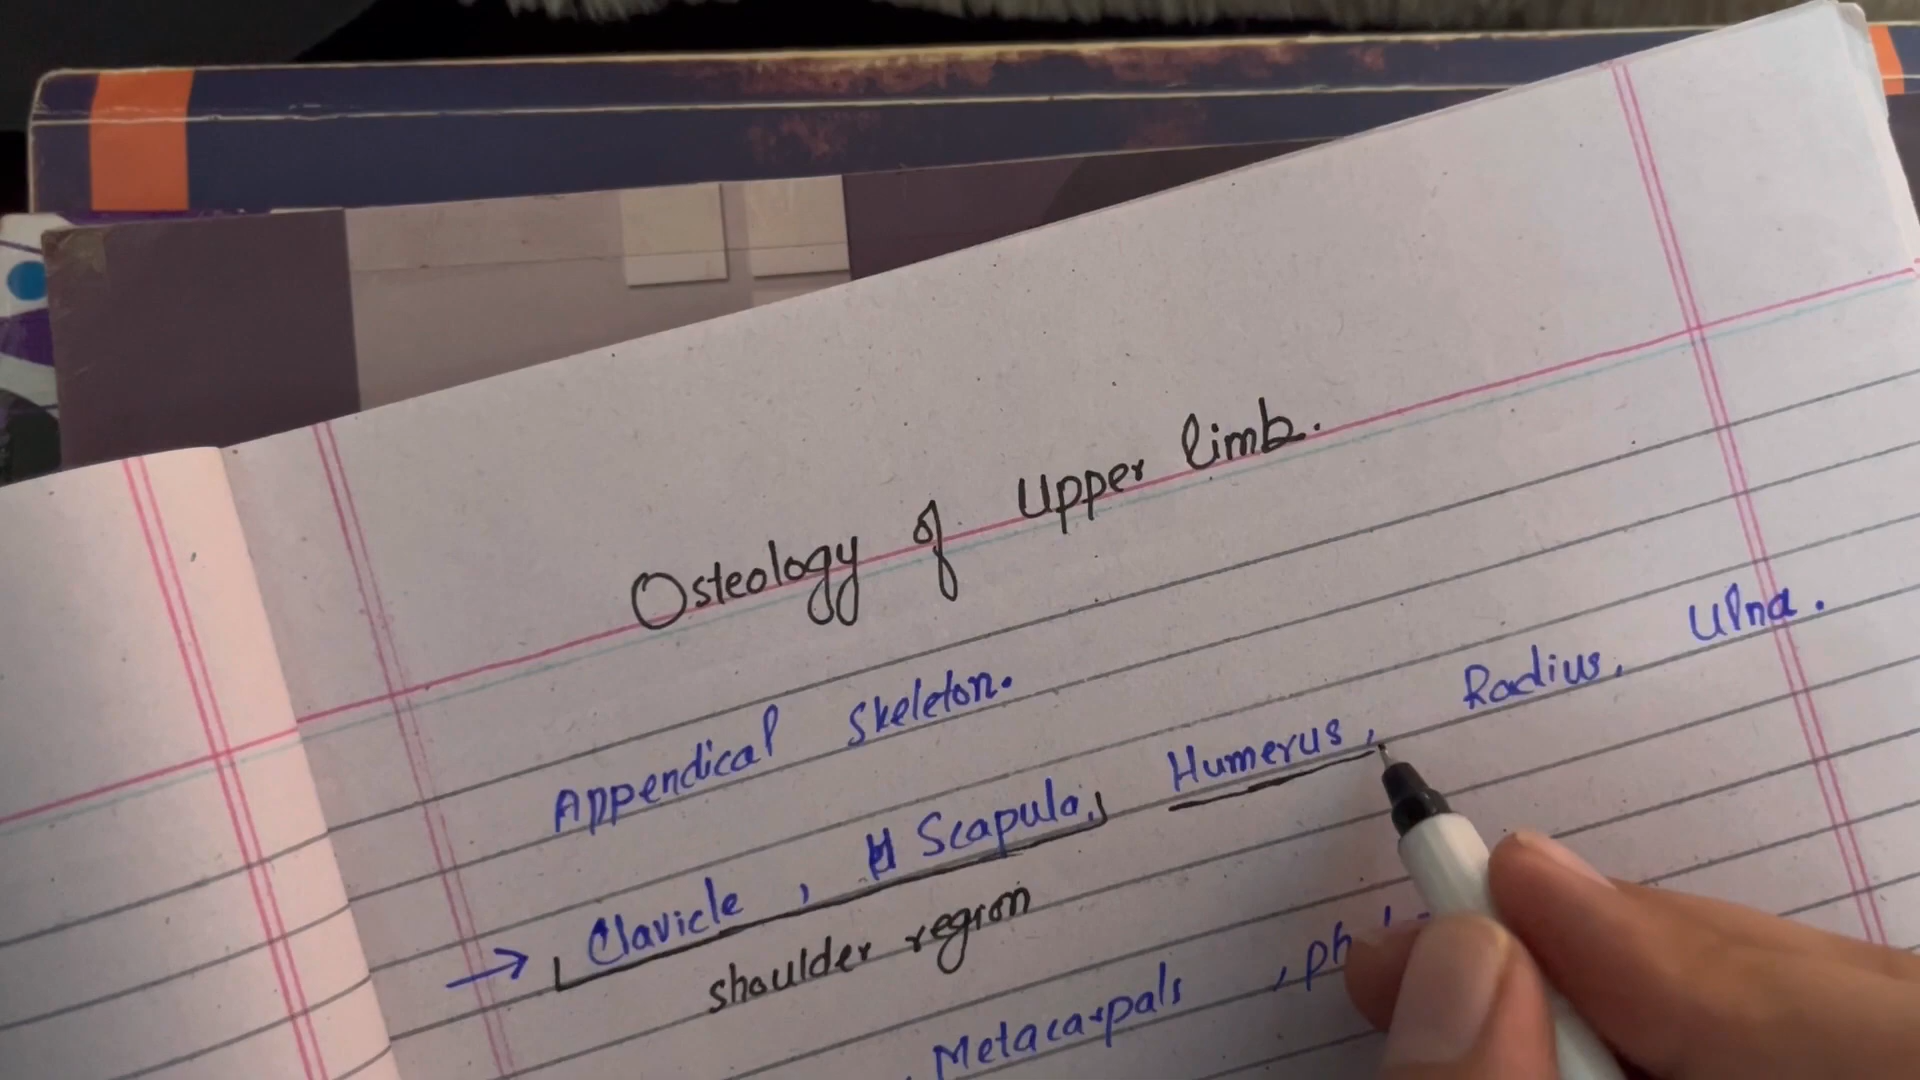 Osteology of Upper limb.
Appendical Skeleton.
→ Clavicle, Scapula, Humerus, Radius, Ulna.
shoulder region
Metacarpals